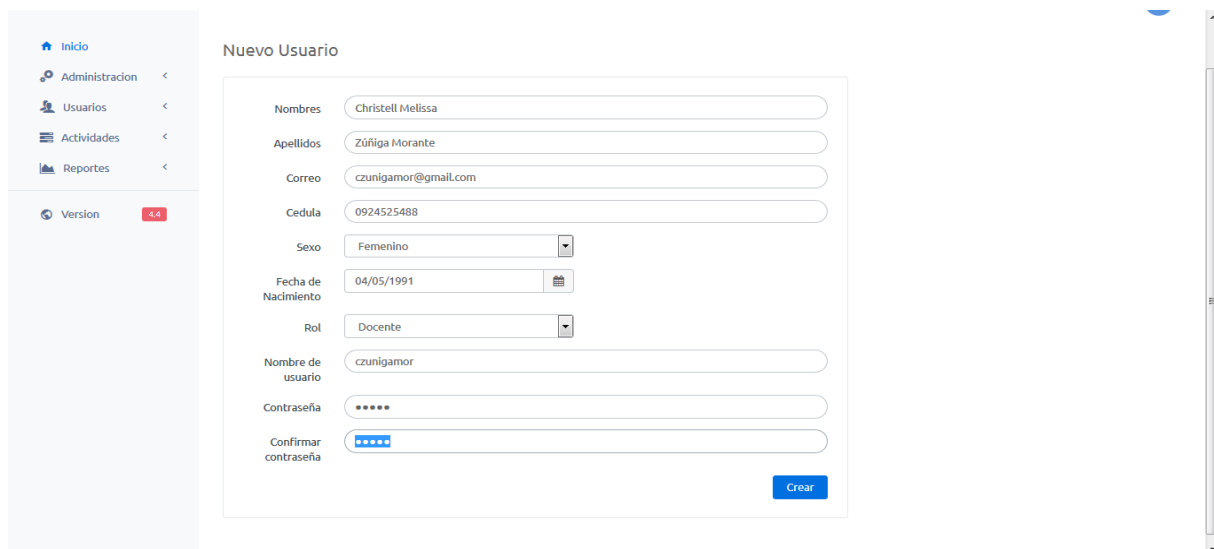 Inicio
Administracion
Usuarios
Actividades
Reportes
Version 4.4
Nuevo Usuario
Nombres Christell Melissa
Apellidos Zúñiga Morante
Correo czunigamor@gmail.com
Cedula 0924525488
Sexo Femenino
Fecha de
Nacimiento 04/05/1991
Rol Docente
Nombre de
usuario czunigamor
Contraseña •••••
Confirmar
contraseña •••••
Crear